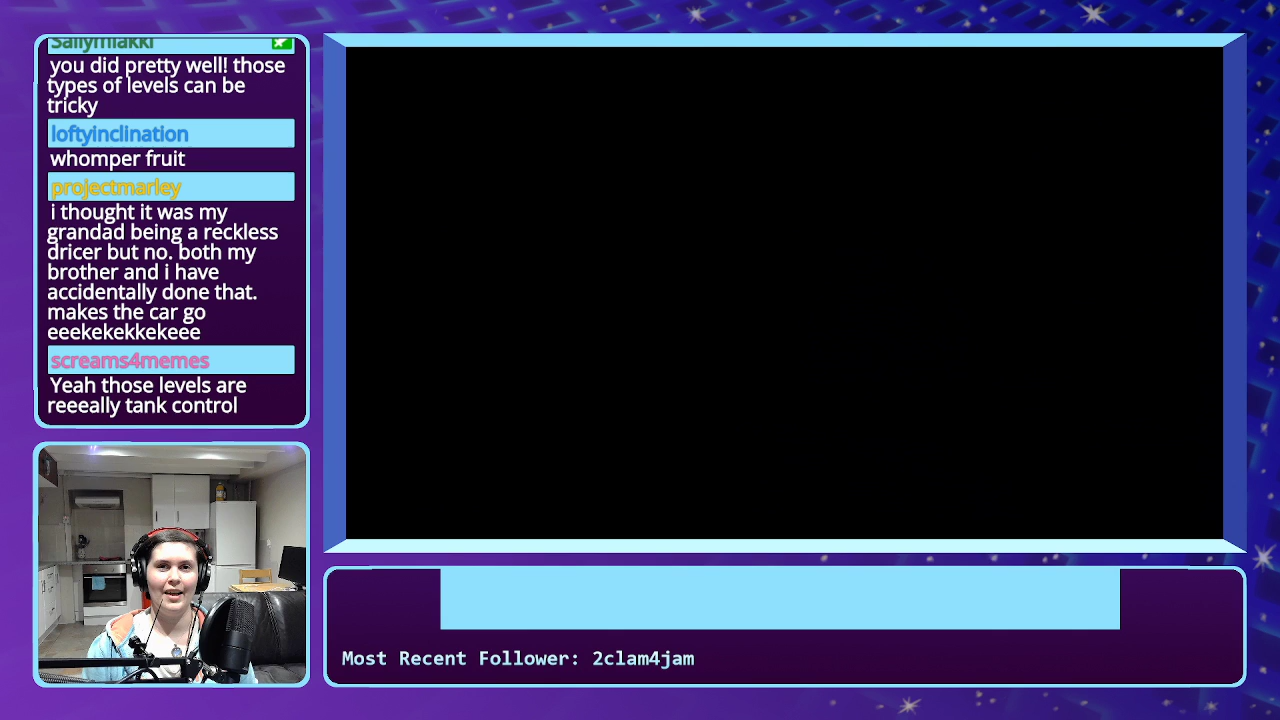 Sallymiakki
you did pretty well! those
types of levels can be
tricky
loftyinclination
whomper fruit
projectmarley
i thought it was my
grandad being a reckless
dricer but no. both my
brother and i have
accidentally done that.
makes the car go
eeekekekkekeee
screams4memes
Yeah those levels are
reeeally tank control
Most Recent Follower: 2clam4jam